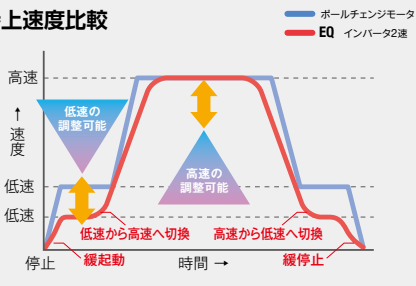 上速度比較
ポールチェンジモータ
EQ インバータ2速
高速
↑
速度
低速
低速
停止
低速の
調整可能
高速の
調整可能
低速から高速へ切換
高速から低速へ切換
緩起動
時間 →
緩停止